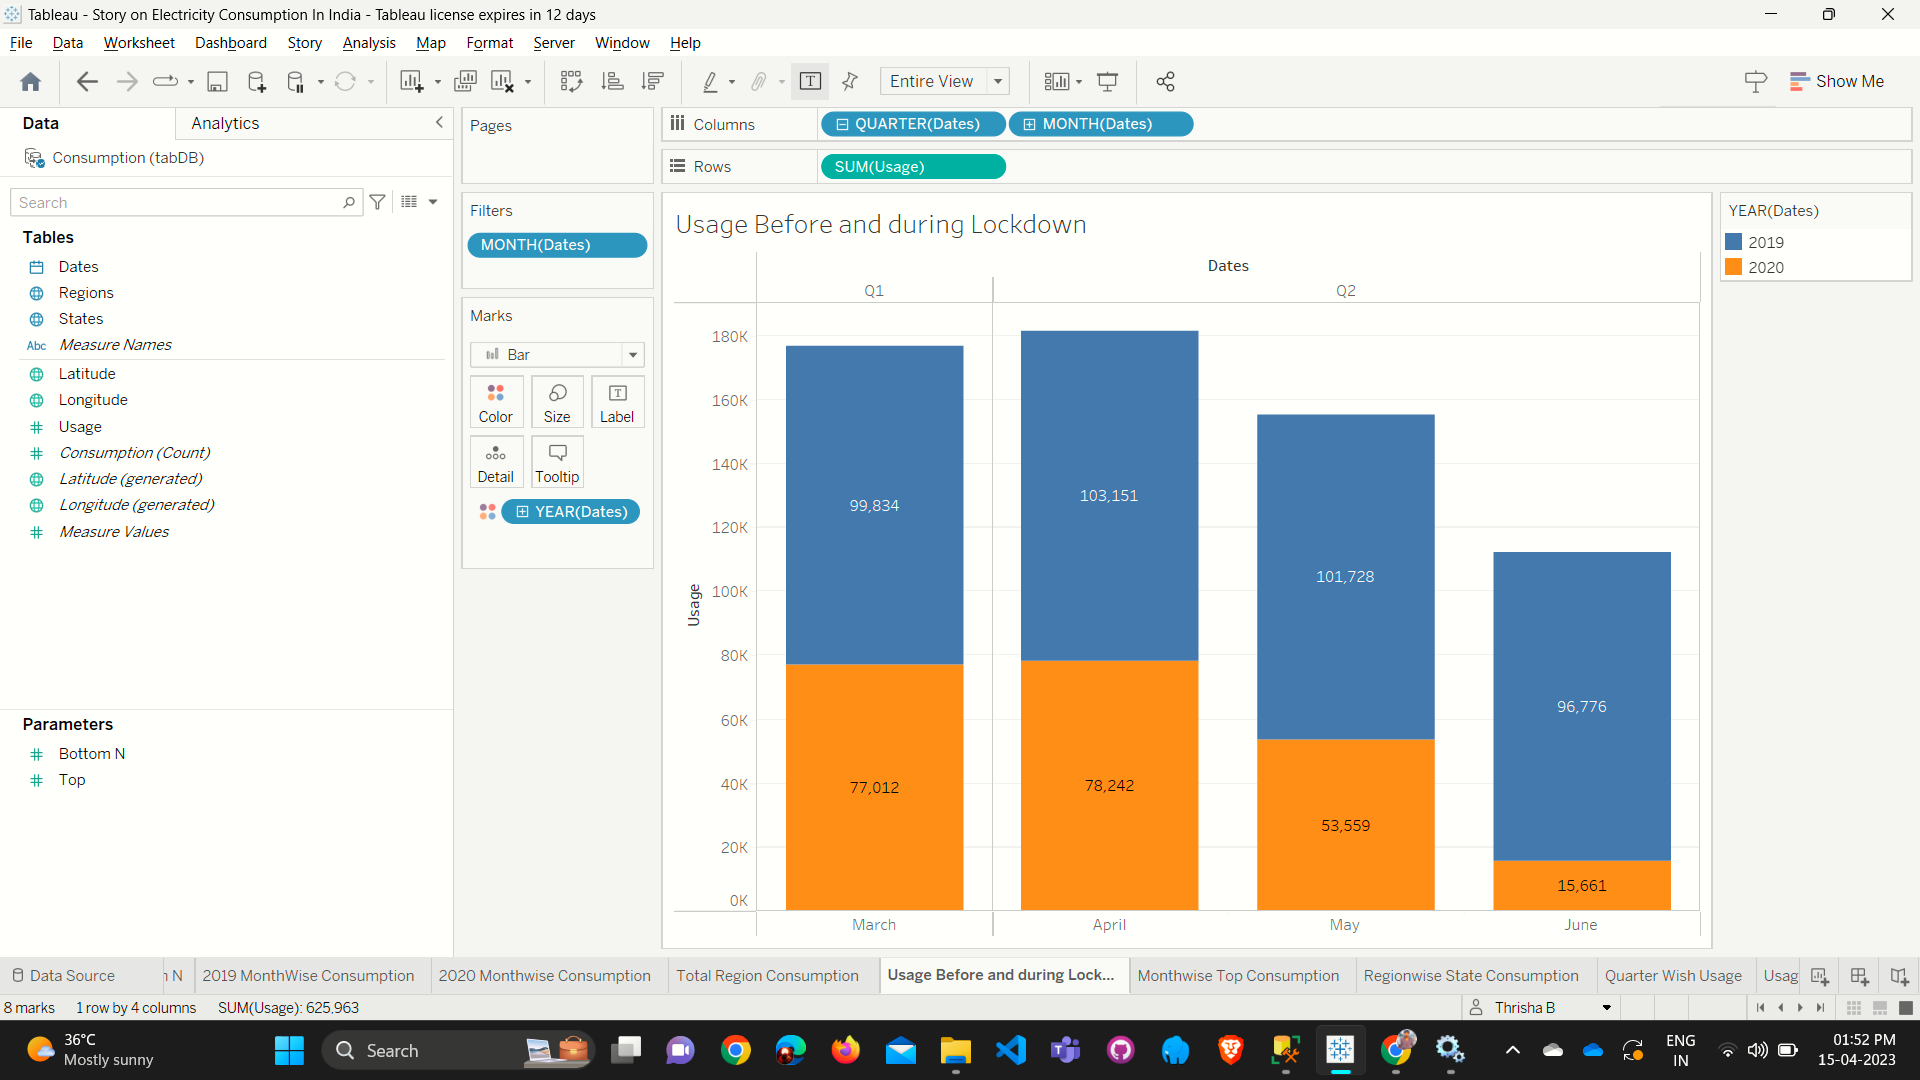 Tableau - Story on Electricity Consumption In India - Tableau license expires in 12 days
File Data Worksheet Dashboard Story Analysis Map Format Server Window Help
Entire View
Show Me
Data Analytics
Consumption (tabDB)
Search
Tables
Dates
Regions
States
Abc Measure Names
Latitude
Longitude
Usage
Consumption (Count)
Latitude (generated)
Longitude (generated)
Measure Values
Parameters
Bottom N
Top
Pages
Filters
MONTH(Dates)
Marks
Bar
Color Size Label
Detail Tooltip
YEAR(Dates)
Columns QUARTER(Dates) MONTH(Dates)
Rows SUM(Usage)
Usage Before and during Lockdown
Dates
Q1 Q2
180K
160K
140K
120K
100K
80K
60K
40K
20K
0K
Usage
99,834
103,151
101,728
96,776
77,012
78,242
53,559
15,661
March April May June
YEAR(Dates)
2019
2020
Data Source N 2019 MonthWise Consumption 2020 Monthwise Consumption Total Region Consumption Usage Before and during Lock... Monthwise Top Consumption Regionwise State Consumption Quarter Wish Usage Usag
8 marks 1 row by 4 columns SUM(Usage): 625,963 Thrisha B
36°C
Mostly sunny
Search
ENG
IN
01:52 PM
15-04-2023